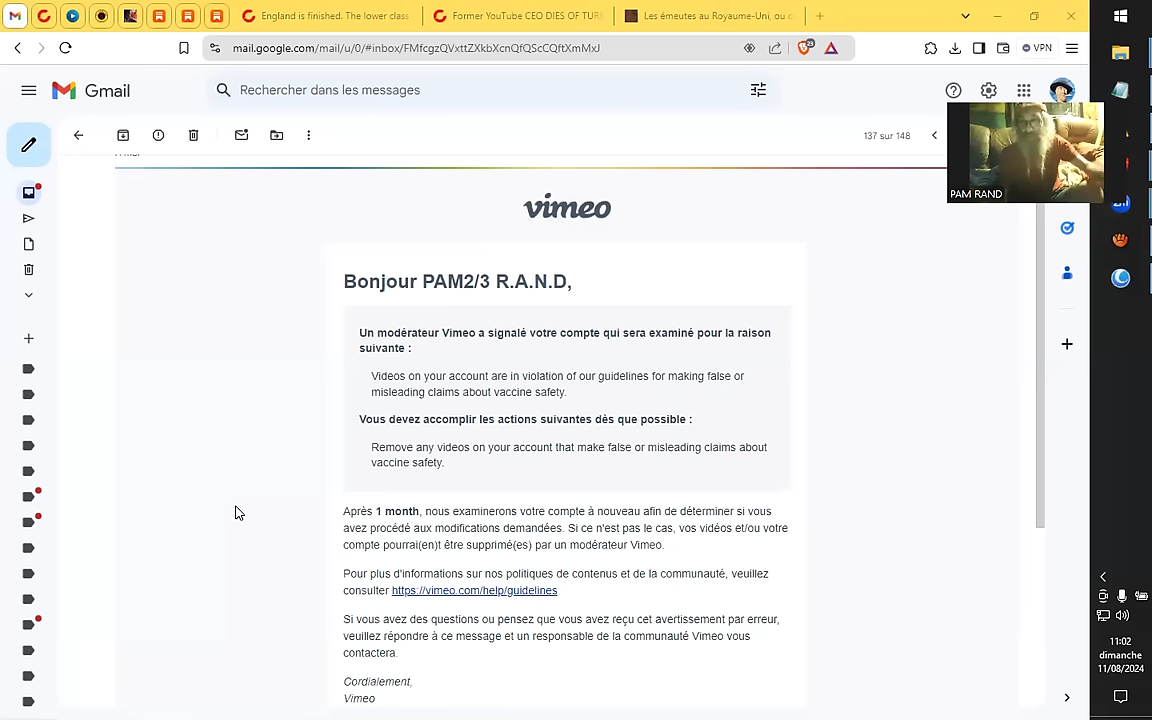 England is finished. The lower class
Former YouTube CEO DIES OF TUR
Les émeutes au Royaume-Uni, ou c
mail.google.com/mail/u/0/#inbox/FMfcgzQVxttZXkbXcnQfQScCQftXmMxJ
VPN
Gmail
Rechercher dans les messages
137 sur 148
PAM RAND
vimeo
Bonjour PAM2/3 R.A.N.D,
Un modérateur Vimeo a signalé votre compte qui sera examiné pour la raison
suivante :
Videos on your account are in violation of our guidelines for making false or
misleading claims about vaccine safety.
Vous devez accomplir les actions suivantes dès que possible :
Remove any videos on your account that make false or misleading claims about
vaccine safety.
Après 1 month, nous examinerons votre compte à nouveau afin de déterminer si vous
avez procédé aux modifications demandées. Si ce n'est pas le cas, vos vidéos et/ou votre
compte pourrai(en)t être supprimé(es) par un modérateur Vimeo.
Pour plus d'informations sur nos politiques de contenus et de la communauté, veuillez
consulter https://vimeo.com/help/guidelines
Si vous avez des questions ou pensez que vous avez reçu cet avertissement par erreur,
veuillez répondre à ce message et un responsable de la communauté Vimeo vous
contactera.
Cordialement,
Vimeo
11:02
dimanche
11/08/2024